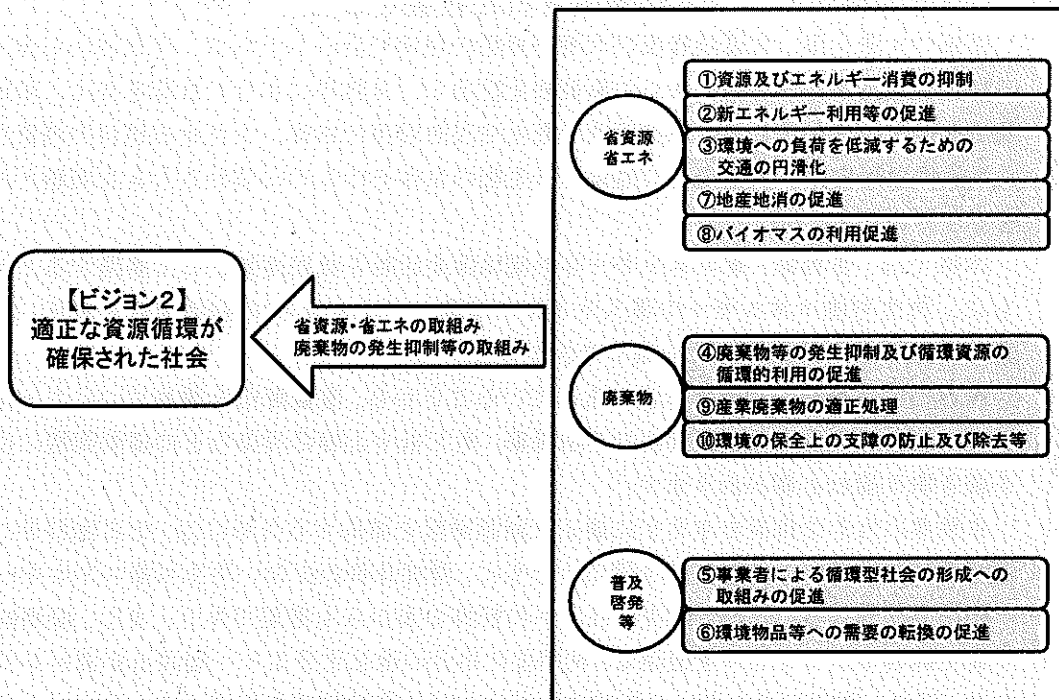 【ビジョン2】
適正な資源循環が
確保された社会
省資源・省エネの取組み
廃棄物の発生抑制等の取組み
省資源
省エネ
①資源及びエネルギー消費の抑制
②新エネルギー利用等の促進
③環境への負荷を低減するための
交通の円滑化
⑦地産地消の促進
⑧バイオマスの利用促進
廃棄物
④廃棄物等の発生抑制及び循環資源の
循環的利用の促進
⑨産業廃棄物の適正処理
⑩環境の保全上の支障の防止及び除去等
普及
啓発
等
⑤事業者による循環型社会の形成への
取組みの促進
⑥環境物品等への需要の転換の促進